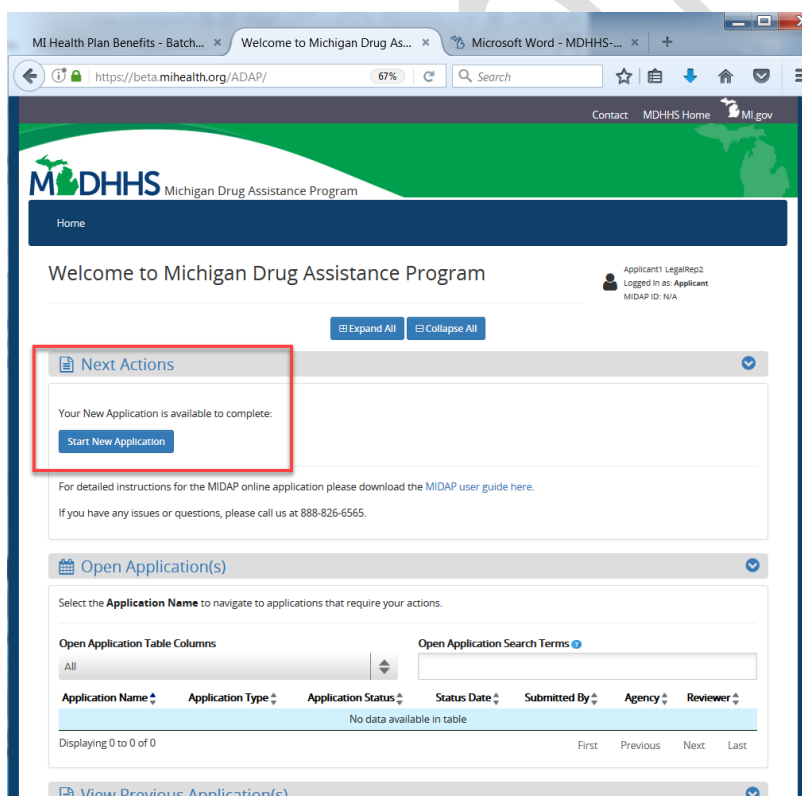 MI Health Plan Benefits - Batch... × Welcome to Michigan Drug As... × Microsoft Word - MDHHS-... × +
https://beta.mihealth.org/ADAP/ 67% Search
Contact MDHHS Home MI.gov
MDHHS Michigan Drug Assistance Program
Home
Welcome to Michigan Drug Assistance Program
Applicant1 LegalRep2
Logged In as: Applicant
MIDAP ID: N/A
Expand All Collapse All
Next Actions
Your New Application is available to complete:
Start New Application
For detailed instructions for the MIDAP online application please download the MIDAP user guide here.
If you have any issues or questions, please call us at 888-826-6565.
Open Application(s)
Select the Application Name to navigate to applications that require your actions.
Open Application Table Columns Open Application Search Terms
All
Application Name Application Type Application Status Status Date Submitted By Agency Reviewer
No data available in table
Displaying 0 to 0 of 0 First Previous Next Last
View Previous Application(s)